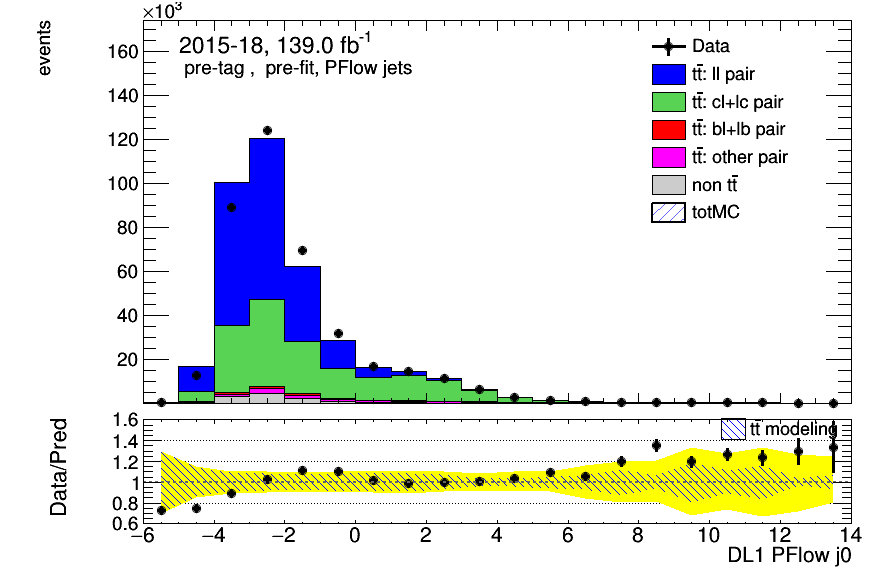 ×10³
events
2015-18, 139.0 fb⁻¹
pre-tag , pre-fit, PFlow jets
Data
tt̄: ll pair
tt̄: cl+lc pair
tt̄: bl+lb pair
tt̄: other pair
non tt̄
totMC
160
140
120
100
80
60
40
20
Data/Pred
1.6
1.4
1.2
1
0.8
0.6
tt̄ modeling
−6 −4 −2 0 2 4 6 8 10 12 14
DL1 PFlow j0